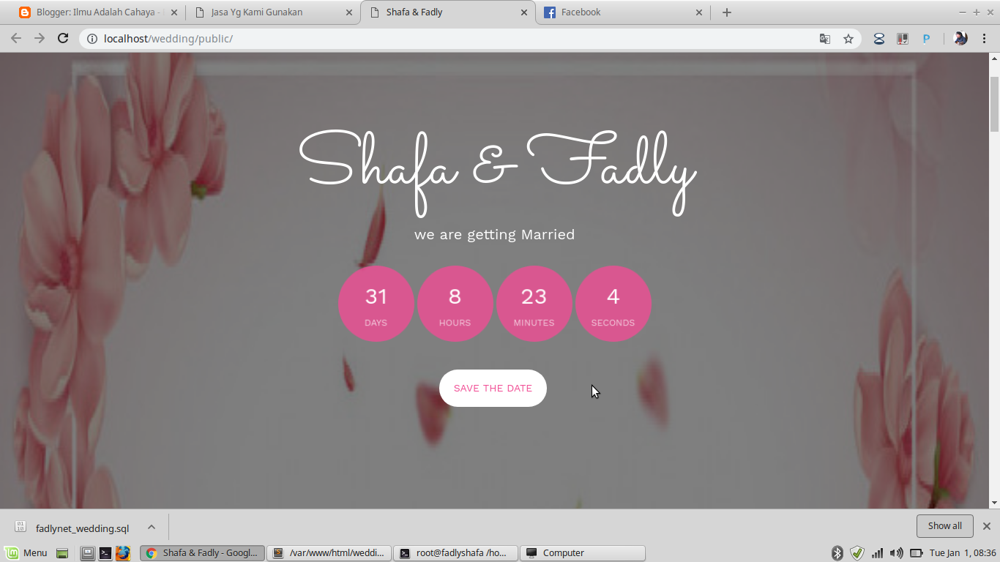 Blogger: Ilmu Adalah Cahaya -
Jasa Yg Kami Gunakan
Shafa & Fadly
Facebook
localhost/wedding/public/
Shafa & Fadly
we are getting Married
31 8 23 4
DAYS HOURS MINUTES SECONDS
SAVE THE DATE
fadlynet_wedding.sql
Show all
Menu
Shafa & Fadly - Googl...
/var/www/html/weddi...
root@fadlyshafa /ho...
Computer
Tue Jan 1, 08:36